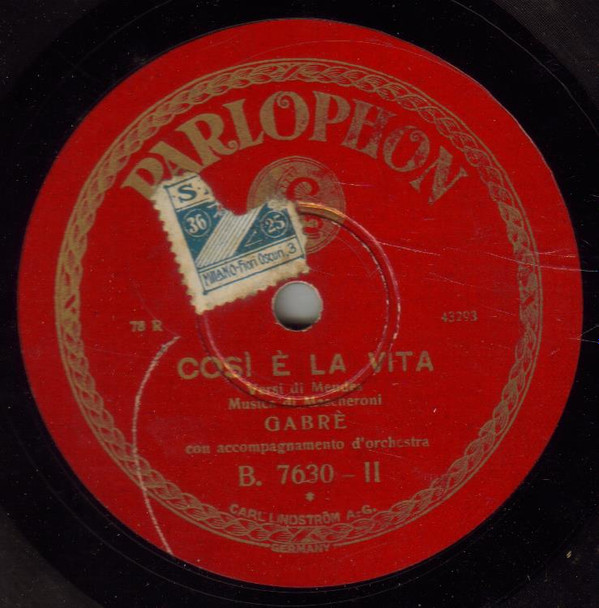 PARLOPHON
L
S
36
25
MILANO-Fiori Oscuri, 3
78 R
43293
COSÌ È LA VITA
Versi di Mendes
Musica di Mascheroni
GABRÈ
con accompagnamento d'orchestra
B. 7630 - II
*
CARL LINDSTRÖM A.-G.
GERMANY